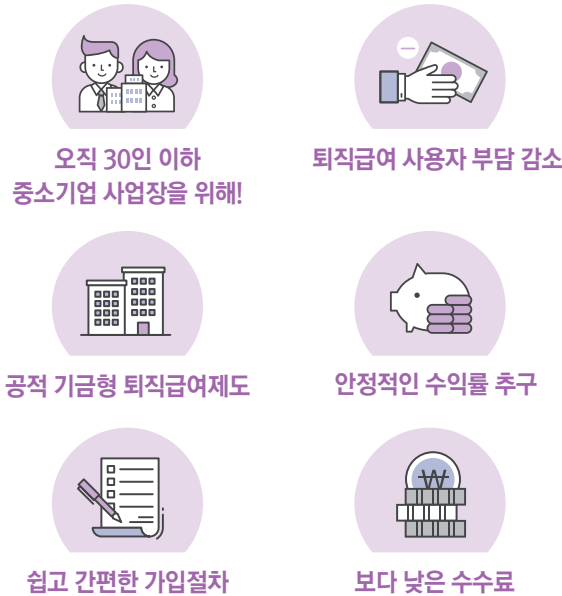 오직 30인 이하
중소기업 사업장을 위해!
퇴직급여 사용자 부담 감소
공적 기금형 퇴직급여제도
안정적인 수익률 추구
쉽고 간편한 가입절차
보다 낮은 수수료